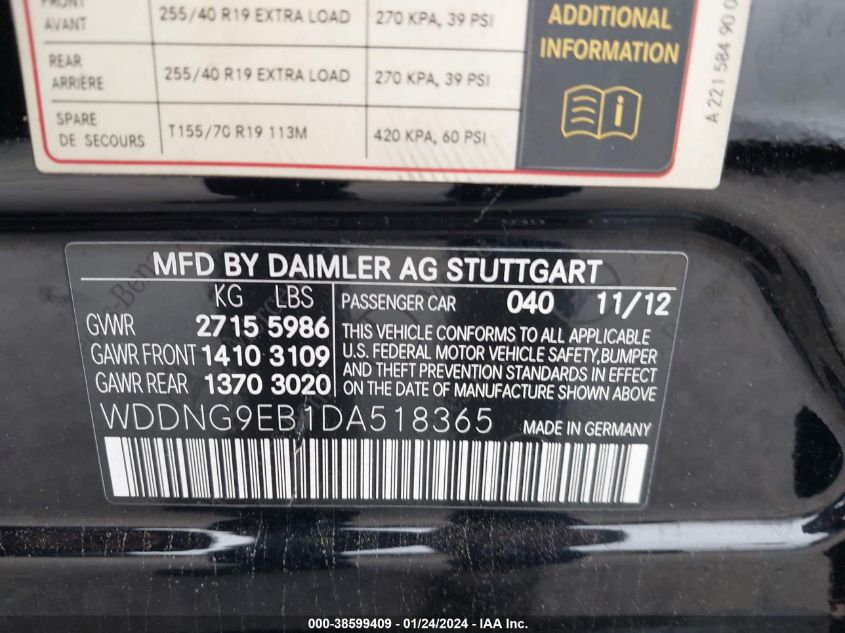 FRONT
AVANT 255/40 R19 EXTRA LOAD 270 KPA, 39 PSI
REAR
ARRIÈRE 255/40 R19 EXTRA LOAD 270 KPA, 39 PSI
SPARE
DE SECOURS T155/70 R19 113M 420 KPA, 60 PSI
ADDITIONAL
INFORMATION
A 221 584 90 0
MFD BY DAIMLER AG STUTTGART
KG LBS
GVWR 2715 5986
GAWR FRONT 1410 3109
GAWR REAR 1370 3020
PASSENGER CAR 040 11/12
THIS VEHICLE CONFORMS TO ALL APPLICABLE
U.S. FEDERAL MOTOR VEHICLE SAFETY,BUMPER
AND THEFT PREVENTION STANDARDS IN EFFECT
ON THE DATE OF MANUFACTURE SHOWN ABOVE
WDDNG9EB1DA518365 MADE IN GERMANY
000-38599409 - 01/24/2024 - IAA Inc.